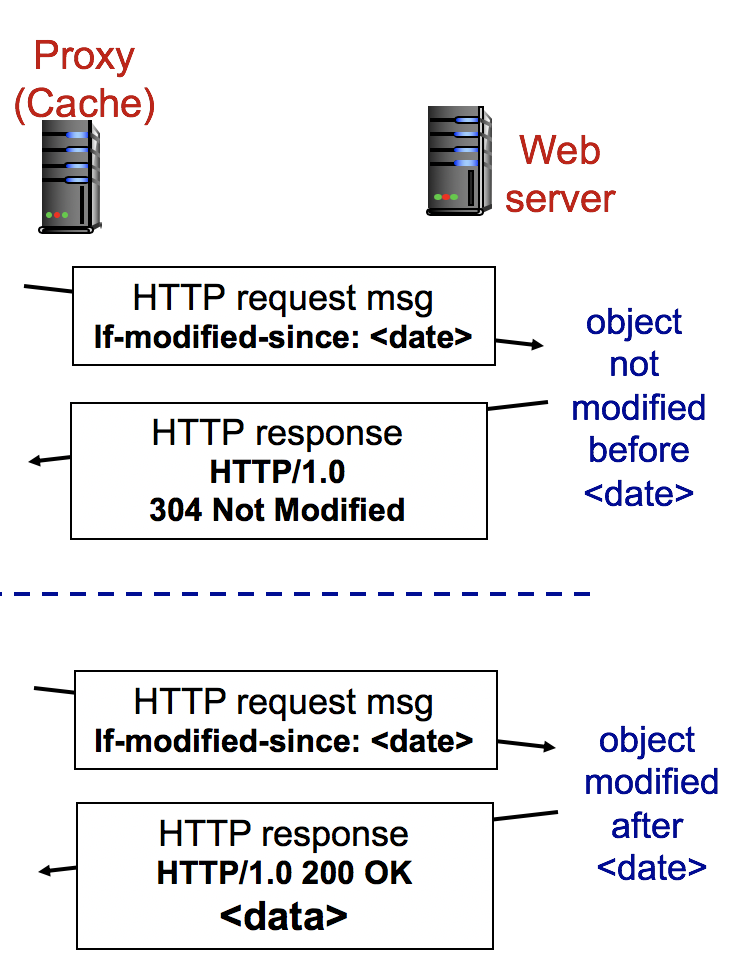 Proxy
(Cache)
Web
server
HTTP request msg
If-modified-since: <date>
object
not
modified
before
<date>
HTTP response
HTTP/1.0
304 Not Modified
HTTP request msg
If-modified-since: <date>
object
modified
after
<date>
HTTP response
HTTP/1.0 200 OK
<data>